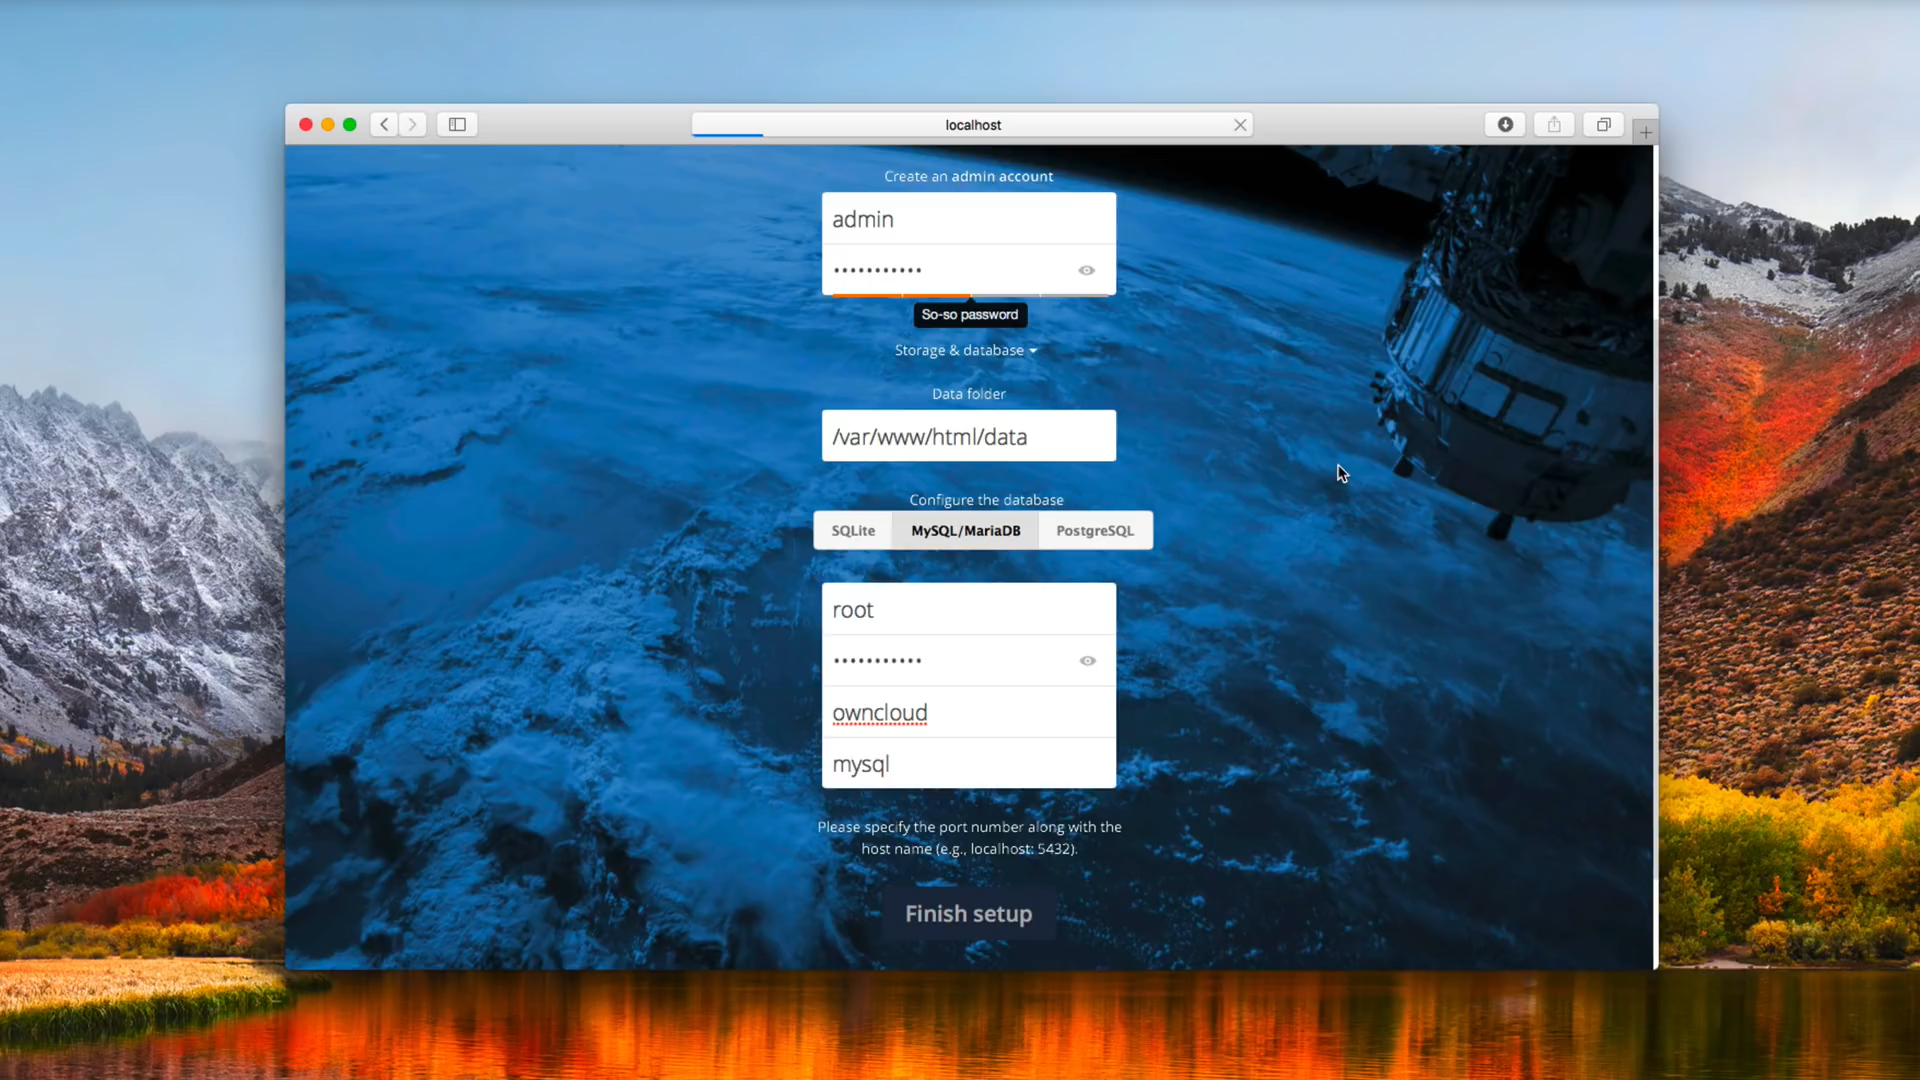 localhost
Create an admin account
admin
•••••••••••
So-so password
Storage & database
Data folder
/var/www/html/data
Configure the database
SQLite MySQL/MariaDB PostgreSQL
root
•••••••••••
owncloud
mysql
Please specify the port number along with the
host name (e.g., localhost: 5432).
Finish setup